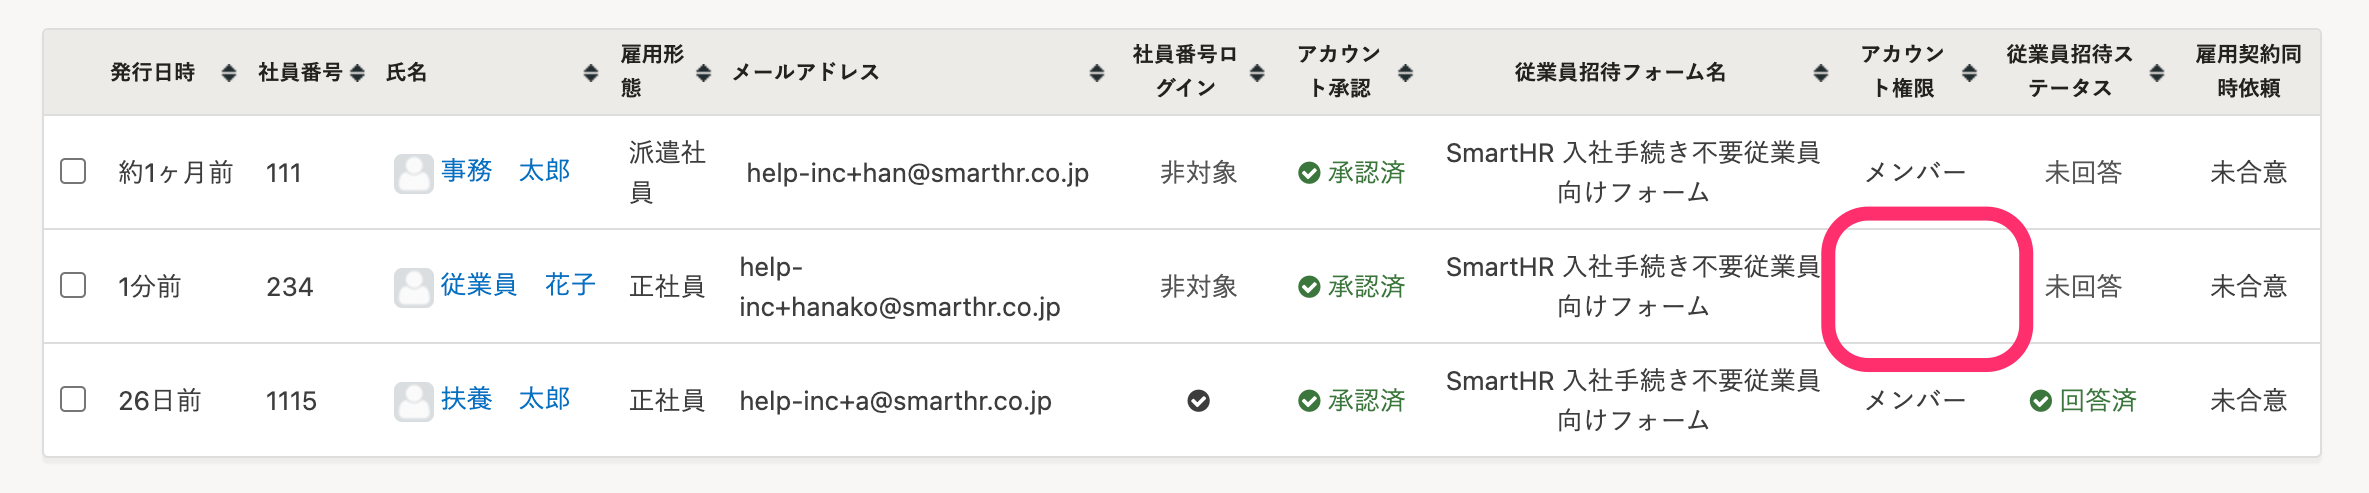 発行日時 社員番号 氏名 雇用形態 メールアドレス 社員番号ログイン アカウント承認 従業員招待フォーム名 アカウント権限 従業員招待ステータス 雇用契約同時依頼
約1ヶ月前 111 事務　太郎 派遣社員 help-inc+han@smarthr.co.jp 非対象 承認済 SmartHR 入社手続き不要従業員向けフォーム メンバー 未回答 未合意
1分前 234 従業員　花子 正社員 help-inc+hanako@smarthr.co.jp 非対象 承認済 SmartHR 入社手続き不要従業員向けフォーム 未回答 未合意
26日前 1115 扶養　太郎 正社員 help-inc+a@smarthr.co.jp 承認済 SmartHR 入社手続き不要従業員向けフォーム メンバー 回答済 未合意